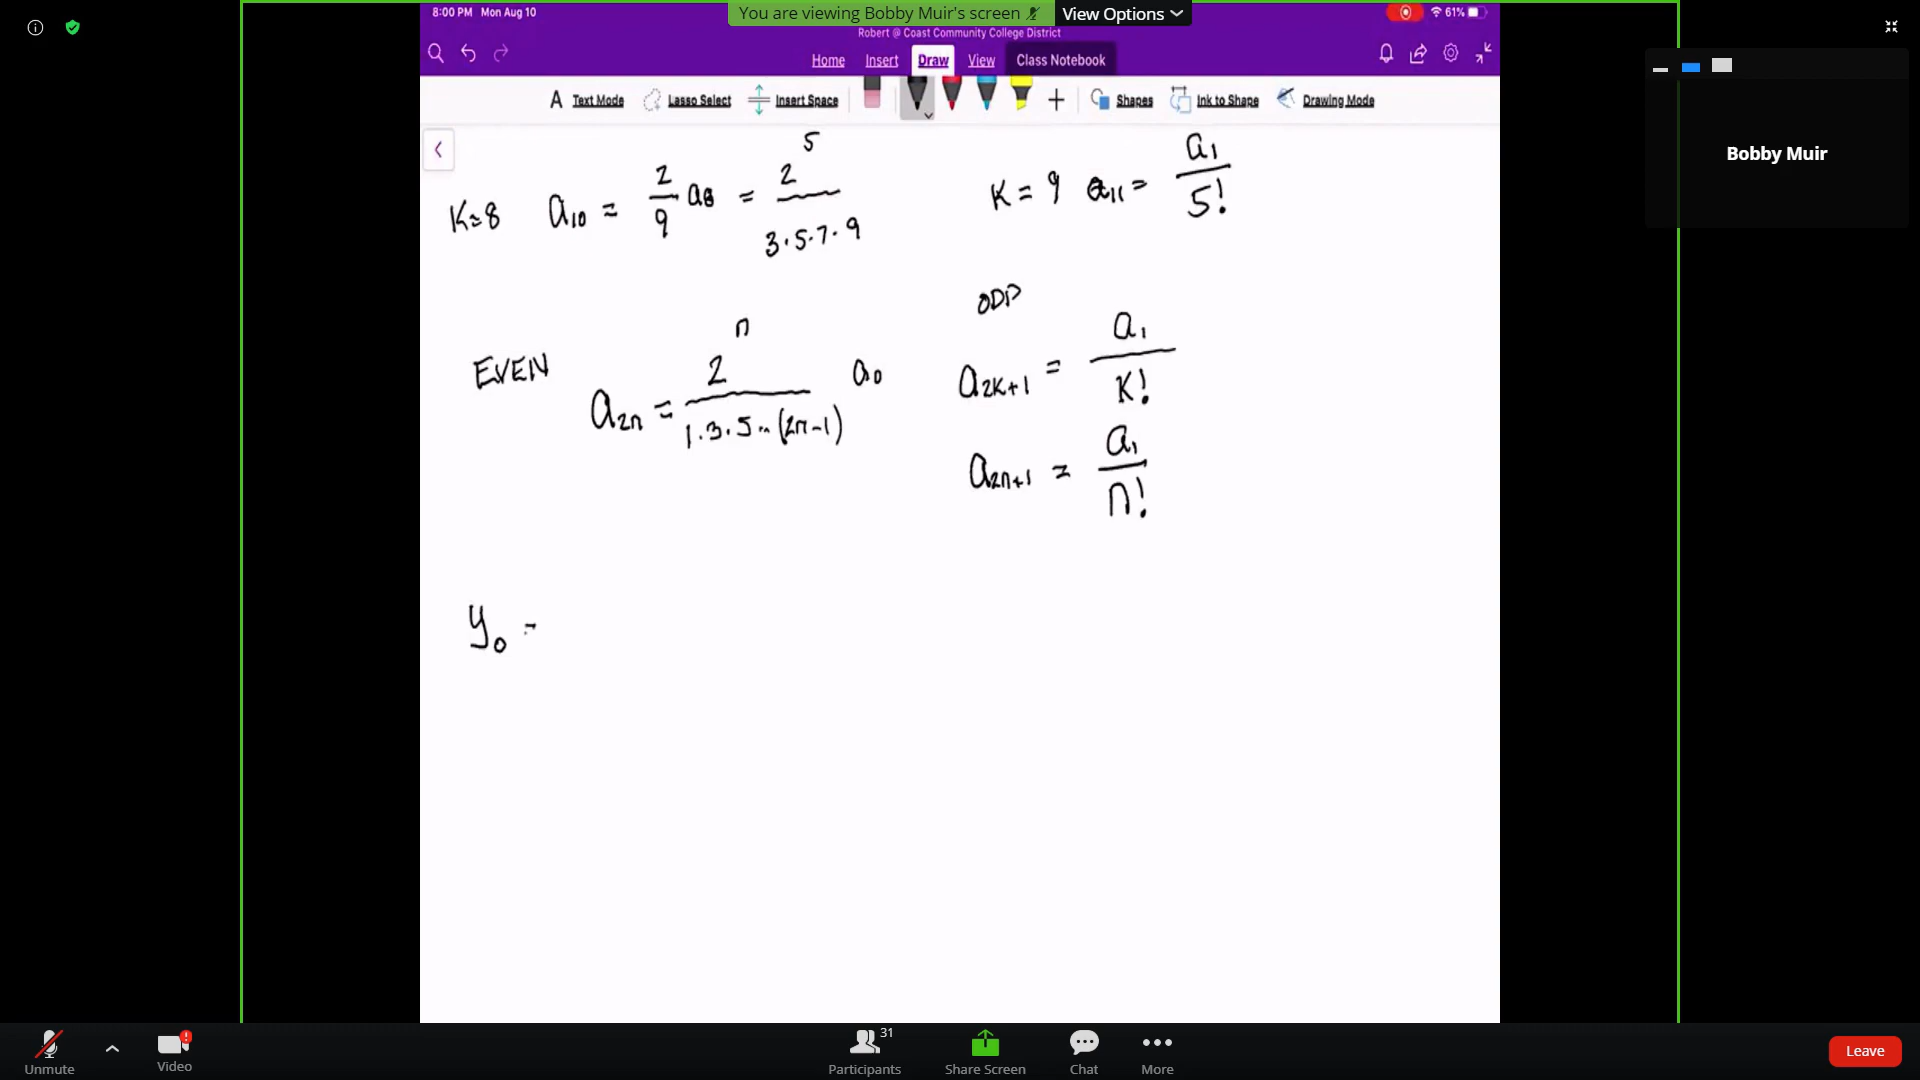 8:00 PM Mon Aug 10
You are viewing Bobby Muir's screen
View Options
61%
Robert @ Coast Community College District
Home Insert Draw View Class Notebook
A Text Mode Lasso Select Insert Space Shapes Ink to Shape Drawing Mode
Bobby Muir
K=8 a₁₀ = 2/9 a₈ = 2⁵/(3·5·7·9)
K=9 a₁₁ = a₁/5!
EVEN a₂ₙ = 2ⁿ/(1·3·5...(2n-1)) a₀
ODD
a₂ₖ₊₁ = a₁/K!
a₂ₙ₊₁ = a₁/n!
y₀ =
Unmute Video Participants 31 Share Screen Chat More Leave